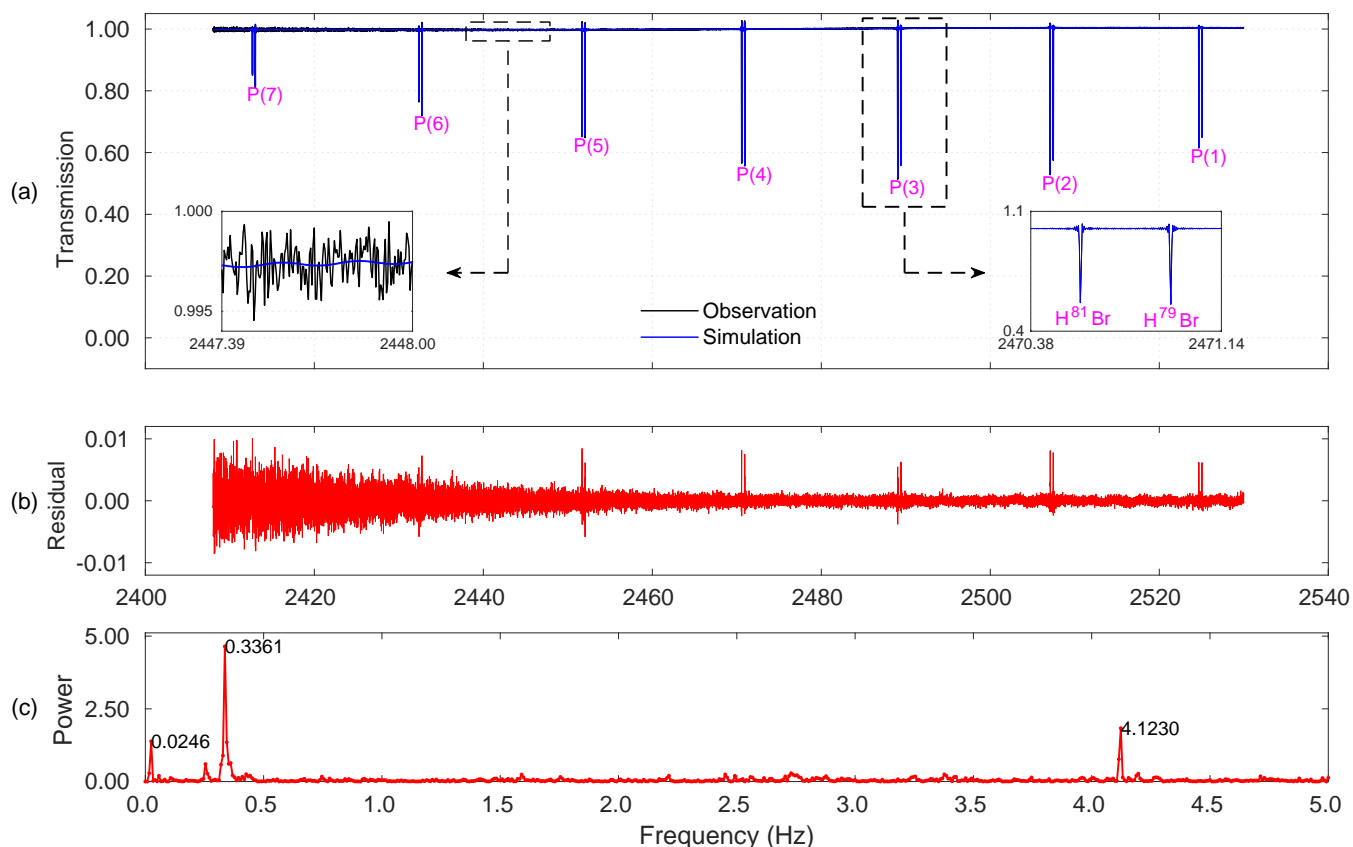 (a)
Transmission
1.00
0.80
0.60
0.40
0.20
0.00
P(7)
P(6)
P(5)
P(4)
P(3)
P(2)
P(1)
1.000
0.995
2447.39 2448.00
Observation
Simulation
1.1
0.4
H81Br H79Br
2470.38 2471.14
(b)
Residual
0.01
0.00
-0.01
2400 2420 2440 2460 2480 2500 2520 2540
(c)
Power
5.00
2.50
0.00
0.0246
0.3361
4.1230
0.0 0.5 1.0 1.5 2.0 2.5 3.0 3.5 4.0 4.5 5.0
Frequency (Hz)